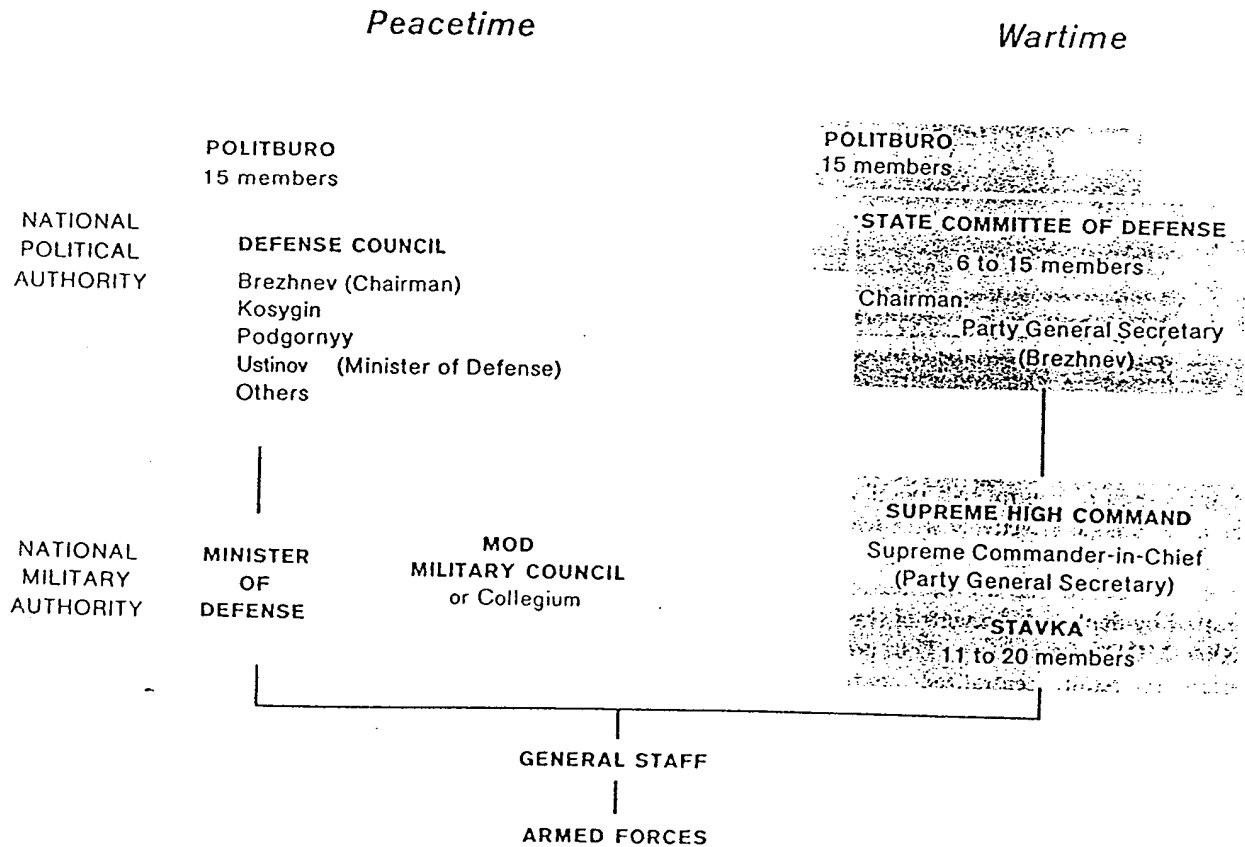 Peacetime
Wartime
POLITBURO
15 members
NATIONAL
POLITICAL
AUTHORITY
DEFENSE COUNCIL
Brezhnev (Chairman)
Kosygin
Podgornyy
Ustinov (Minister of Defense)
Others
POLITBURO
15 members
STATE COMMITTEE OF DEFENSE
6 to 15 members
Chairman:
Party General Secretary
(Brezhnev)
NATIONAL
MILITARY
AUTHORITY
MINISTER
OF
DEFENSE
MOD
MILITARY COUNCIL
or Collegium
SUPREME HIGH COMMAND
Supreme Commander-in-Chief
(Party General Secretary)
STAVKA
11 to 20 members
GENERAL STAFF
ARMED FORCES